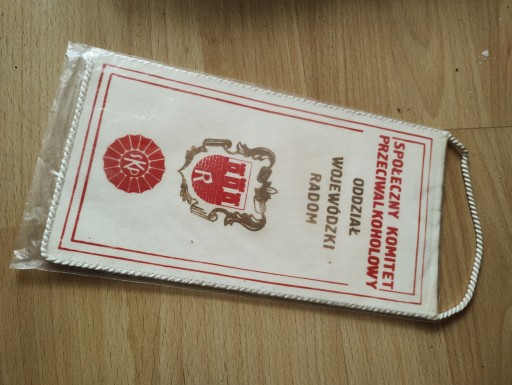 SPOŁECZNY KOMITET
PRZECIWALKOHOLOWY
ODDZIAŁ
WOJEWÓDZKI
RADOM
R